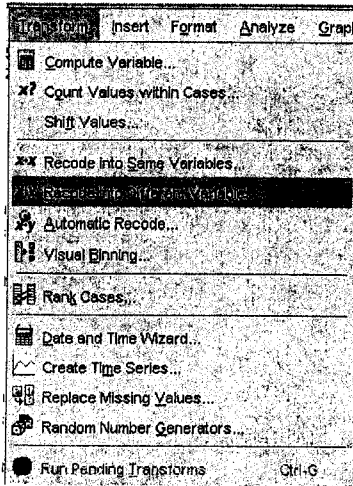 Transform Insert Format Analyze Grap
Compute Variable...
x? Count Values within Cases...
Shift Values...
x•x Recode into Same Variables...
Recode into Different Variables...
x•y Automatic Recode...
Visual Binning...
Rank Cases...
Date and Time Wizard...
Create Time Series...
Replace Missing Values...
Random Number Generators...
Run Pending Transforms Ctrl-G